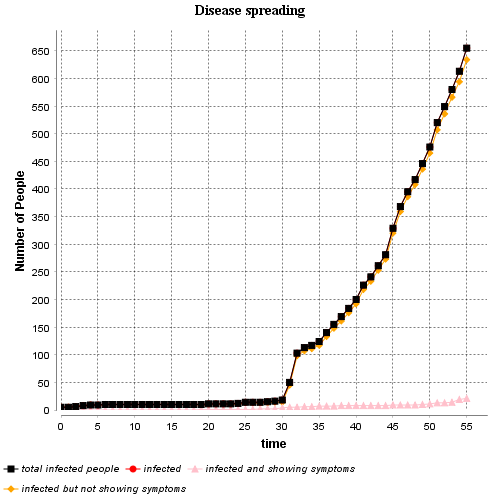 Disease spreading
Number of People
650
600
550
500
450
400
350
300
250
200
150
100
50
0
0 5 10 15 20 25 30 35 40 45 50 55
time
total infected people infected infected and showing symptoms
infected but not showing symptoms